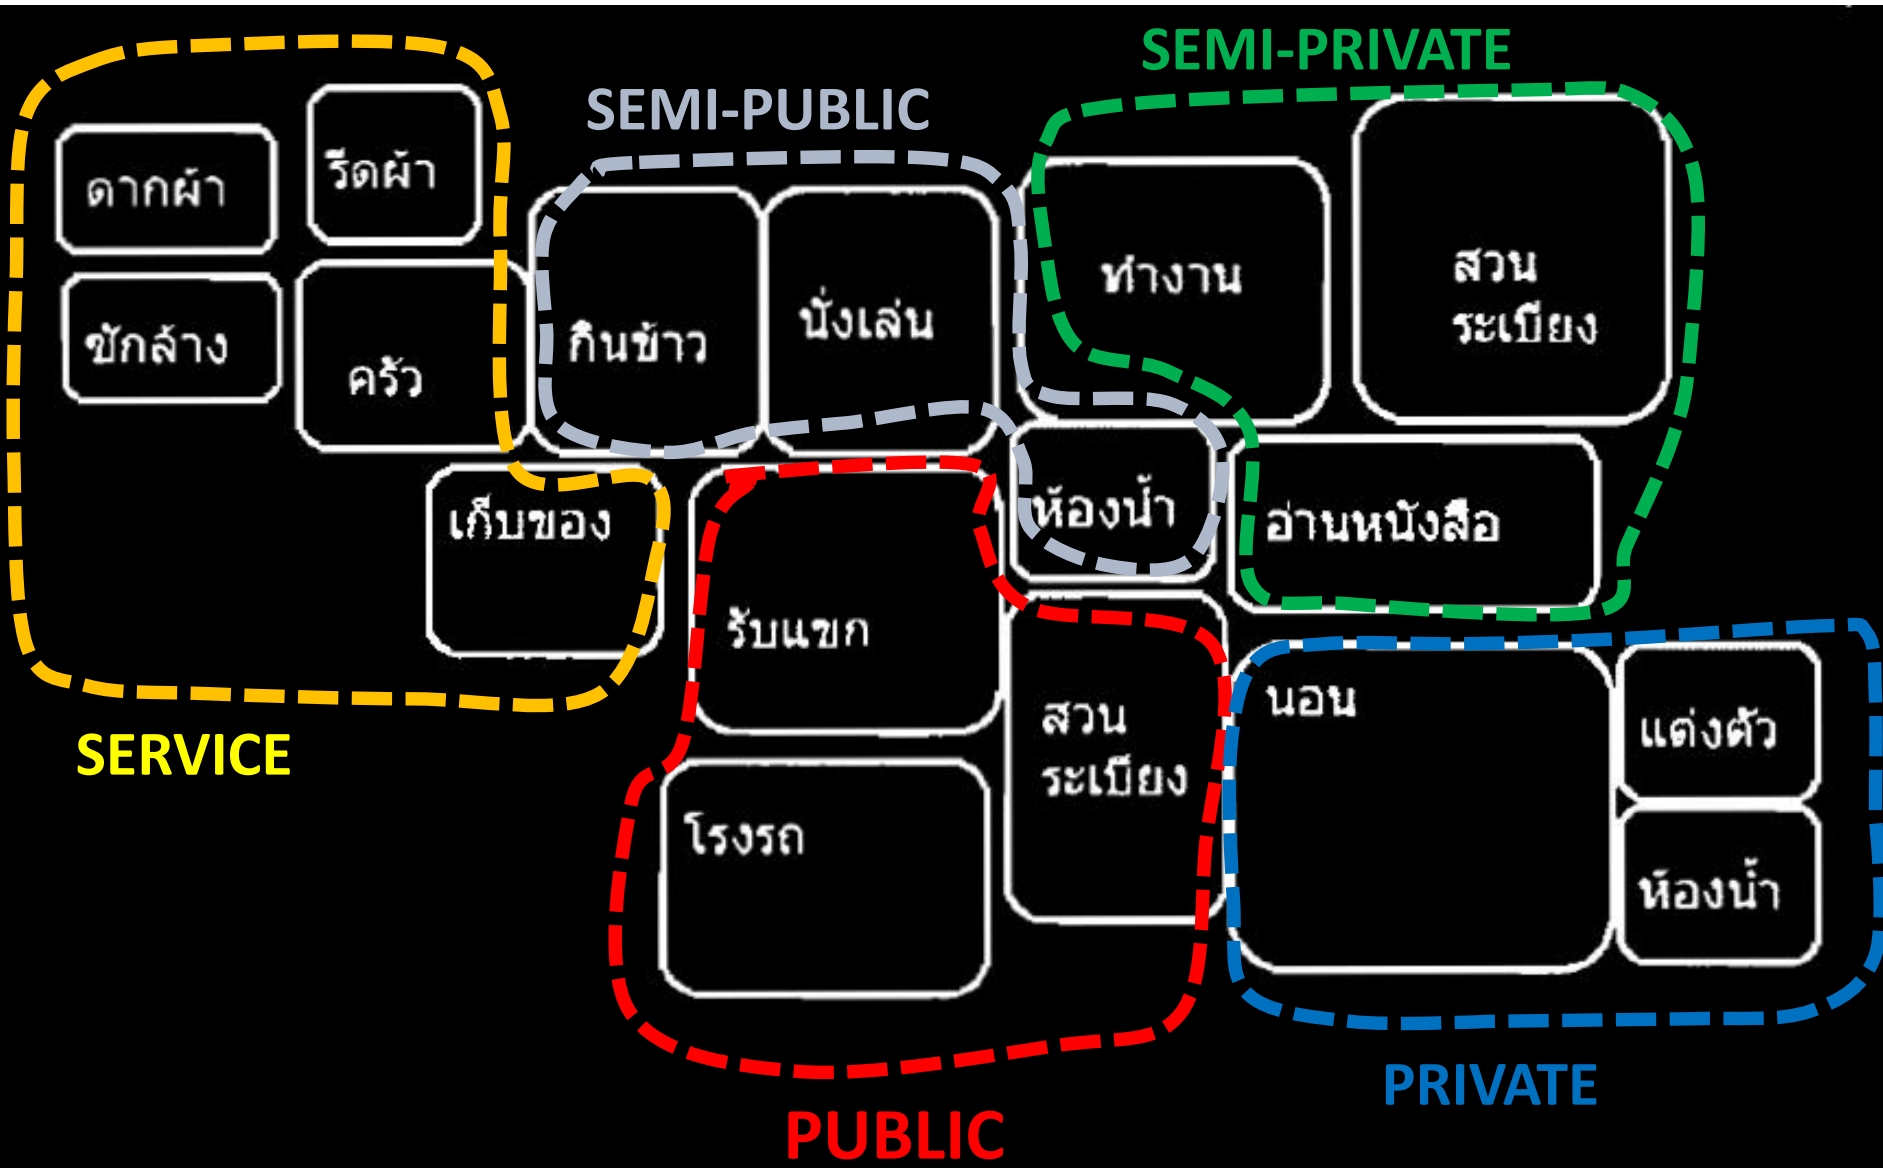 SEMI-PRIVATE
SEMI-PUBLIC
รีดผ้า
ตากผ้า
ทำงาน
สวน
ระเบียง
นั่งเล่น
กินข้าว
ซักล้าง
ครัว
เก็บของ
ห้องน้ำ
อ่านหนังสือ
รับแขก
สวน
ระเบียง
นอน
แต่งตัว
SERVICE
โรงรถ
ห้องน้ำ
PRIVATE
PUBLIC